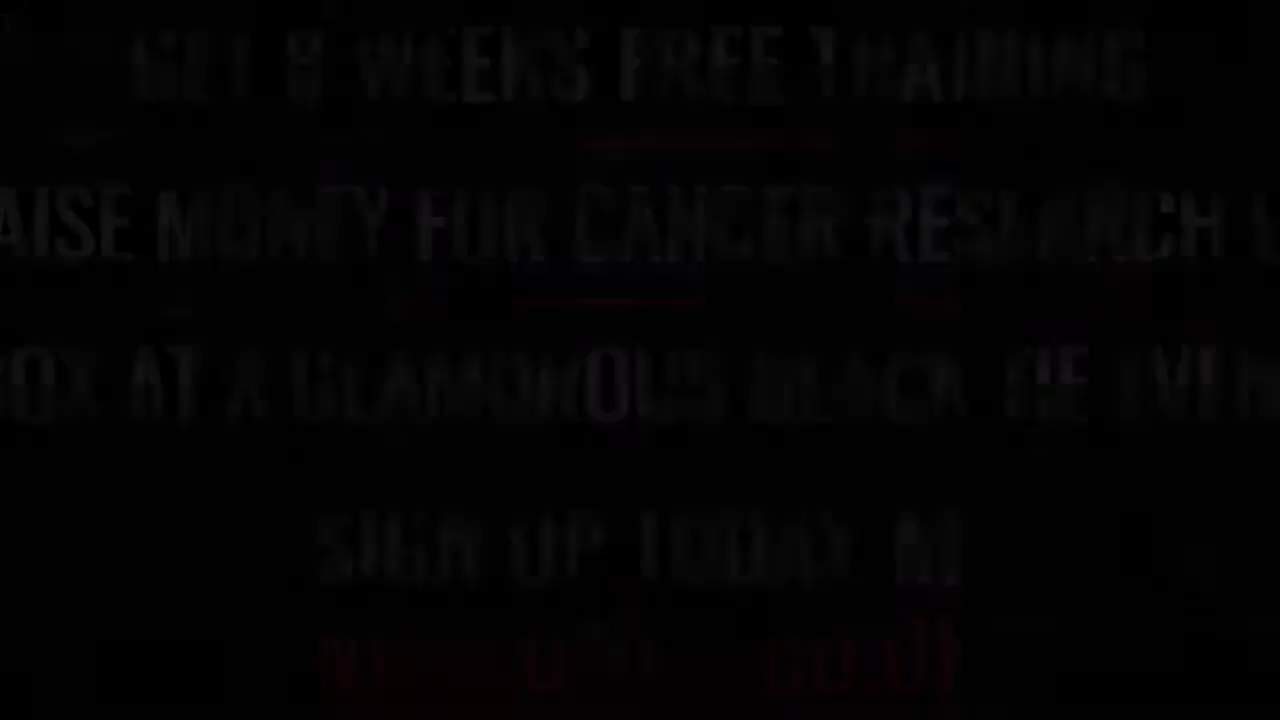 GET 8 WEEKS FREE TRAINING
AISE MONEY FOR CANCER RESEARCH U
OX AT A GLAMOROUS BLACK TIE EVEN
SIGN UP TODAY AT